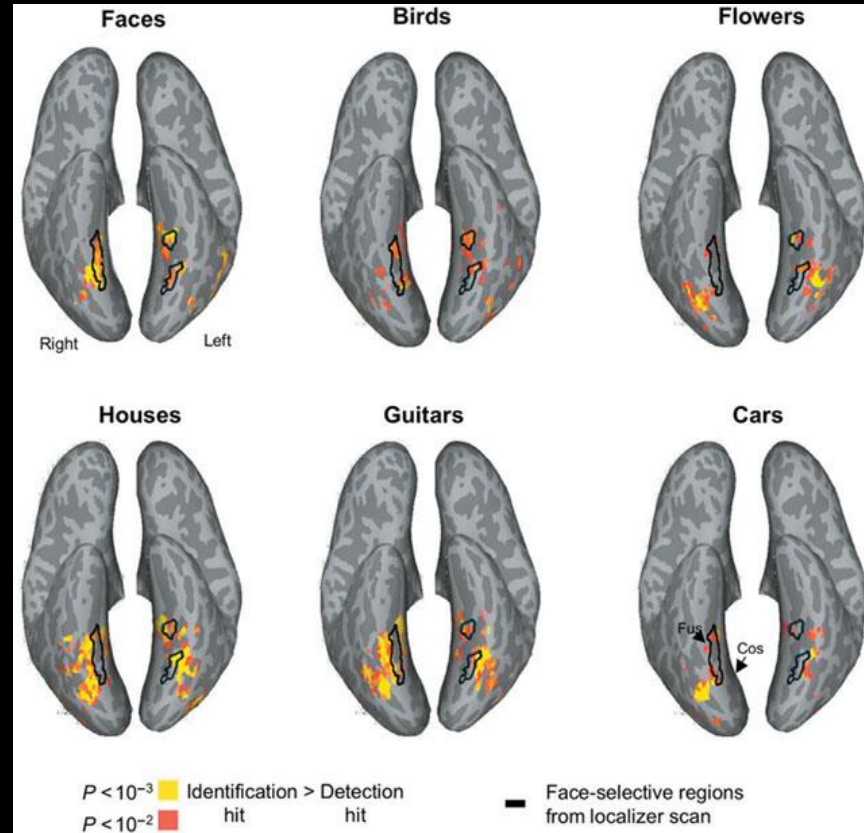 Faces Birds Flowers
Right Left
Houses Guitars Cars
Fus
Cos
P < 10⁻³ Identification > Detection Face-selective regions
hit hit from localizer scan
P < 10⁻²